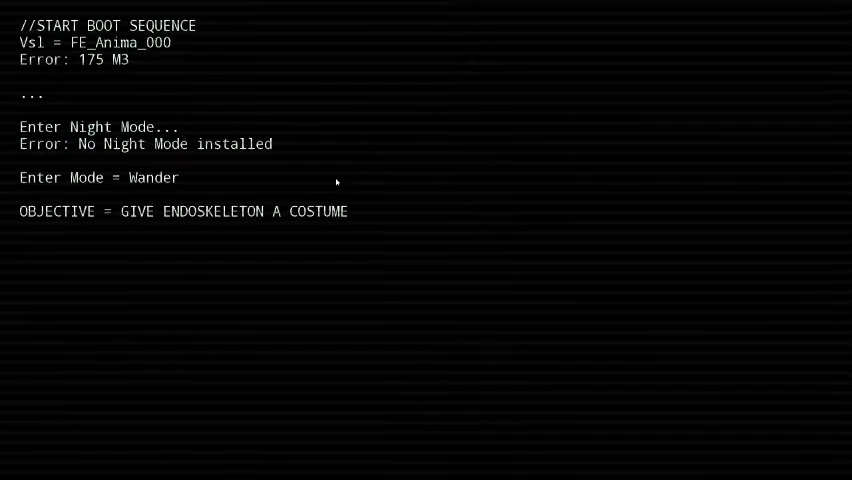 //START BOOT SEQUENCE
Vsl = FE_Anima_000
Error: 175 M3
...
Enter Night Mode...
Error: No Night Mode installed
Enter Mode = Wander
OBJECTIVE = GIVE ENDOSKELETON A COSTUME